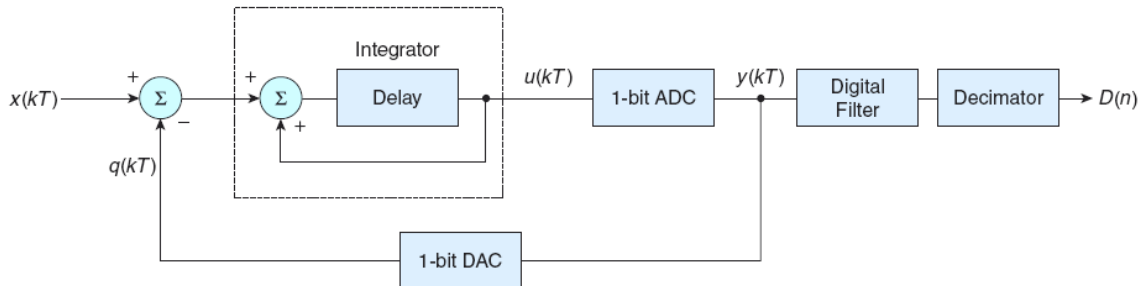 Integrator
x(kT)
+
Σ
−
+
Σ
+
Delay
u(kT)
1-bit ADC
y(kT)
Digital
Filter
Decimator
D(n)
q(kT)
1-bit DAC